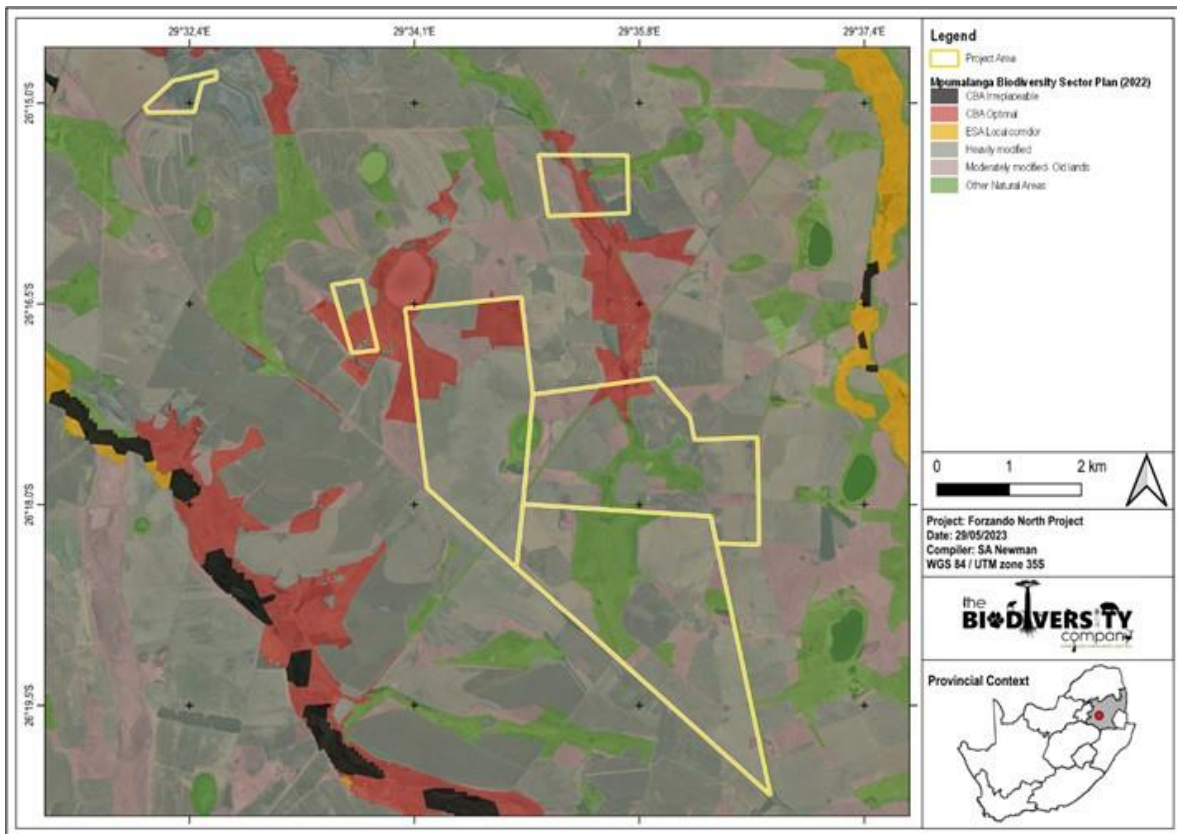 29°32,4'E
29°34,1'E
29°35,8'E
29°37,4'E
26°15,0'S
26°16,5'S
26°18,0'S
26°19,5'S
Legend
Project Area
Mpumalanga Biodiversity Sector Plan (2022)
CBA Irreplaceable
CBA Optimal
ESA Local corridor
Heavily modified
Moderately modified- Old lands
Other Natural Areas
0 1 2 km
Project: Forzando North Project
Date: 29/05/2023
Compiler: SA Newman
WGS 84 / UTM zone 35S
the
BIODIVERSITY
company
Provincial Context